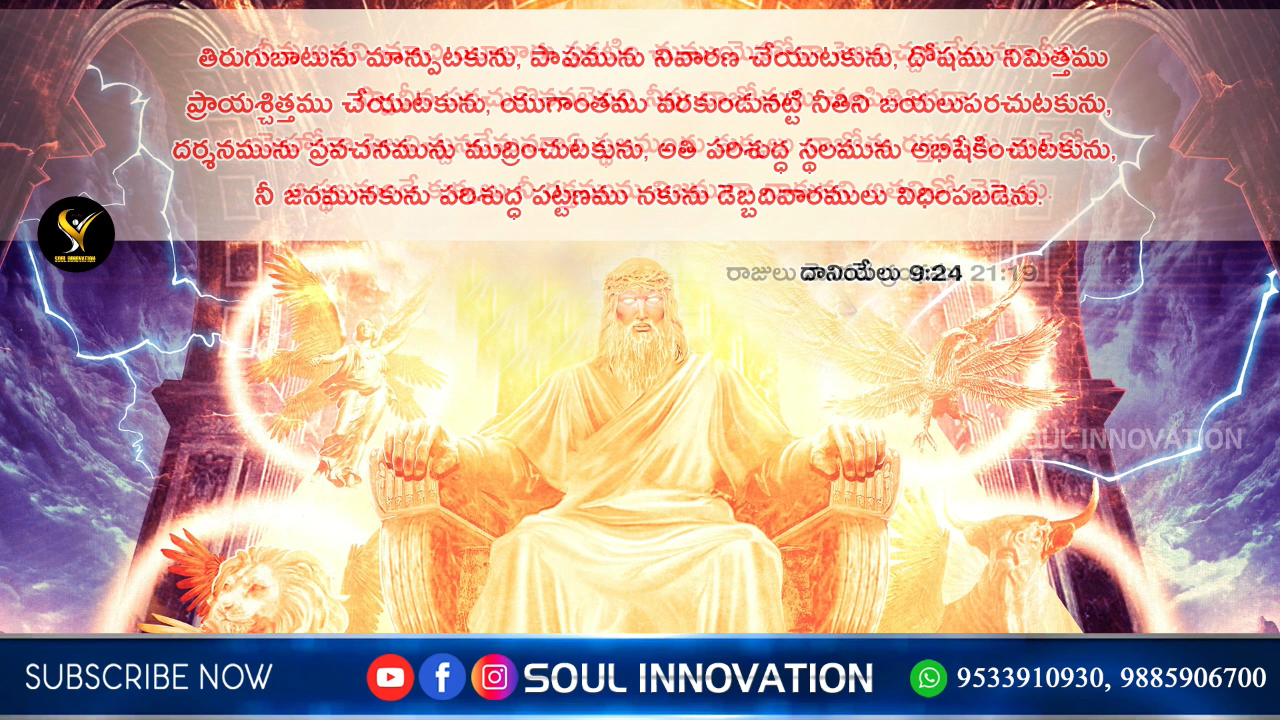 తిరుగుబాటును మాన్పుటకును, పాపమును నివారణ చేయుటకును, దోషము నిమిత్తము
ప్రాయశ్చిత్తము చేయుటకును, యుగాంతము వరకుండునట్టి నీతిని బయలుపరచుటకును,
దర్శనమును ప్రవచనమును ముద్రించుటకును, అతి పరిశుద్ధ స్థలమును అభిషేకించుటకును,
నీ జనమునకును పరిశుద్ధ పట్టణము నకును డెబ్బదివారములు విధింపబడెను.
SOUL INNOVATION
రాజులు దానియేలు 9:24 21:19
SOUL INNOVATION
SUBSCRIBE NOW SOUL INNOVATION 9533910930, 9885906700